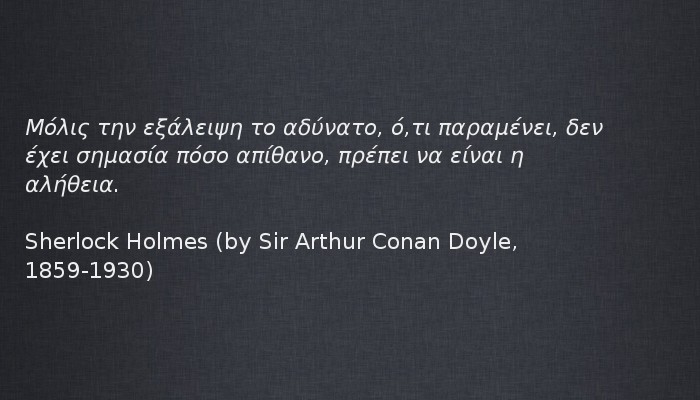 Μόλις την εξάλειψη το αδύνατο, ό,τι παραμένει, δεν
έχει σημασία πόσο απίθανο, πρέπει να είναι η
αλήθεια.
Sherlock Holmes (by Sir Arthur Conan Doyle,
1859-1930)